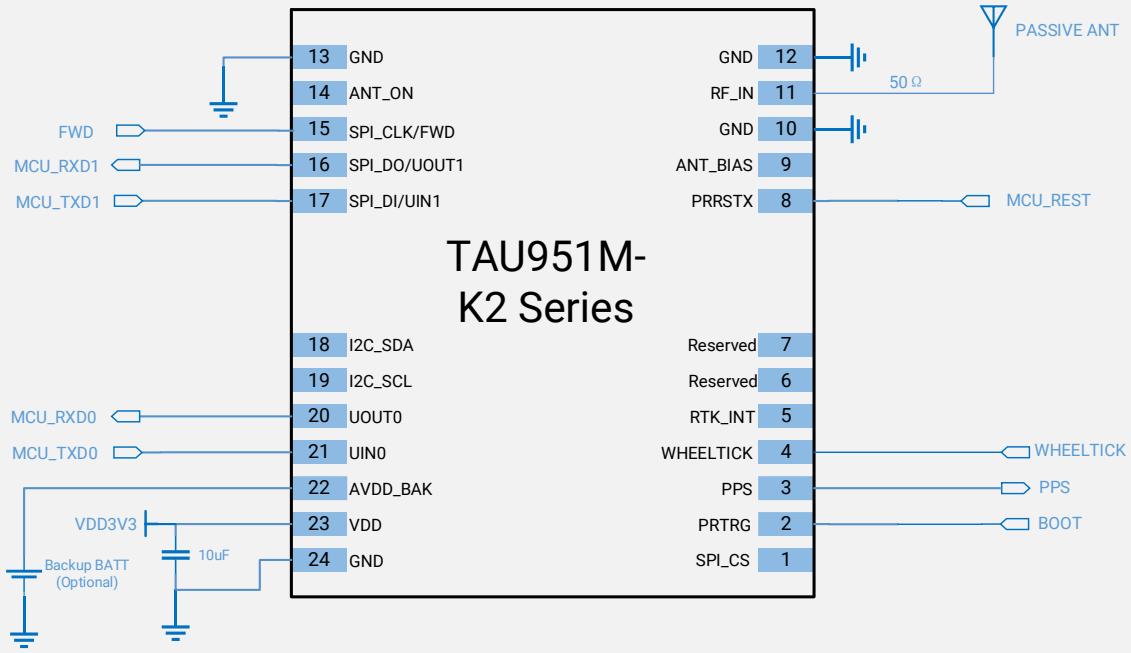 PASSIVE ANT
13 GND
GND 12
14 ANT_ON
50 Ω
RF_IN 11
FWD
15 SPI_CLK/FWD
GND 10
MCU_RXD1
16 SPI_DO/UOUT1
ANT_BIAS 9
MCU_TXD1
17 SPI_DI/UIN1
PRRSTX 8
MCU_REST
TAU951M-
K2 Series
18 I2C_SDA
Reserved 7
19 I2C_SCL
Reserved 6
MCU_RXD0
20 UOUT0
RTK_INT 5
MCU_TXD0
21 UIN0
WHEELTICK 4
WHEELTICK
22 AVDD_BAK
PPS 3
PPS
VDD3V3
23 VDD
PRTRG 2
BOOT
10uF
24 GND
SPI_CS 1
Backup BATT
(Optional)